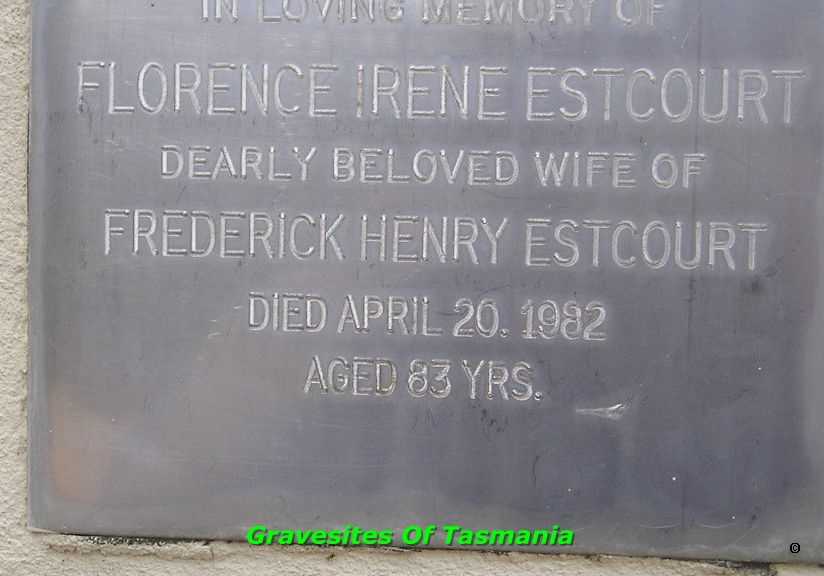 IN LOVING MEMORY OF
FLORENCE IRENE ESTCOURT
DEARLY BELOVED WIFE OF
FREDERICK HENRY ESTCOURT
DIED APRIL 20. 1982
AGED 83 YRS.
Gravesites Of Tasmania
©